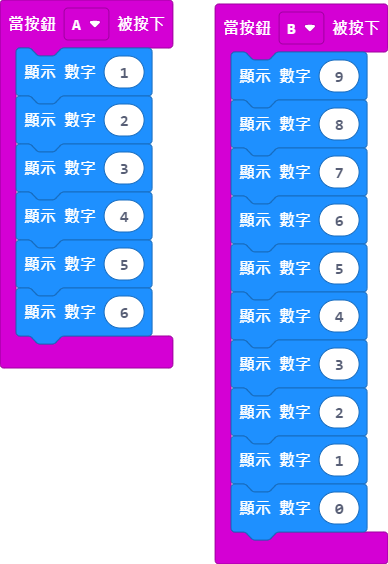 當按鈕 A 被按下
顯示 數字 1
顯示 數字 2
顯示 數字 3
顯示 數字 4
顯示 數字 5
顯示 數字 6
當按鈕 B 被按下
顯示 數字 9
顯示 數字 8
顯示 數字 7
顯示 數字 6
顯示 數字 5
顯示 數字 4
顯示 數字 3
顯示 數字 2
顯示 數字 1
顯示 數字 0